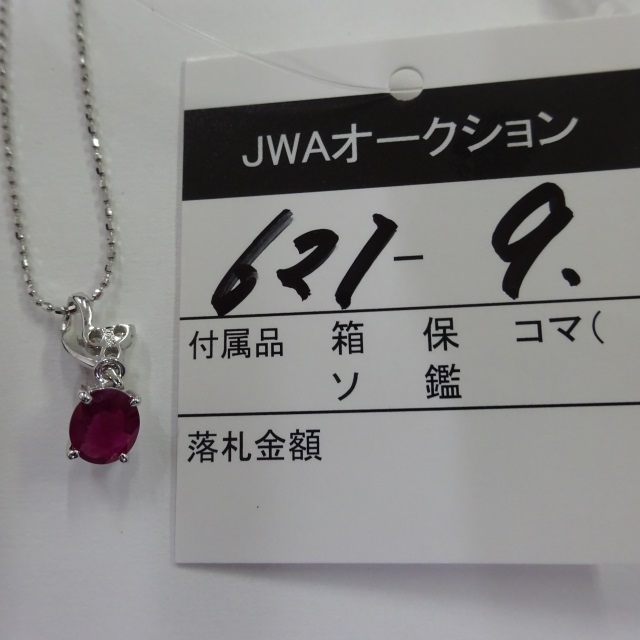 JWAオークション
621-9.
付属品 箱 保 コマ(
ソ 鑑
落札金額